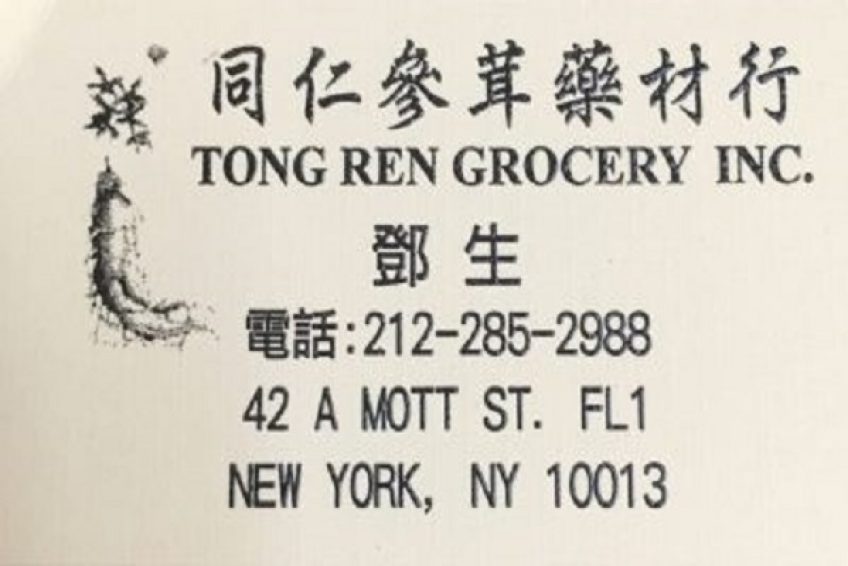 同仁參茸藥材行
TONG REN GROCERY INC.
鄧生
電話:212-285-2988
42 A MOTT ST. FL1
NEW YORK, NY 10013